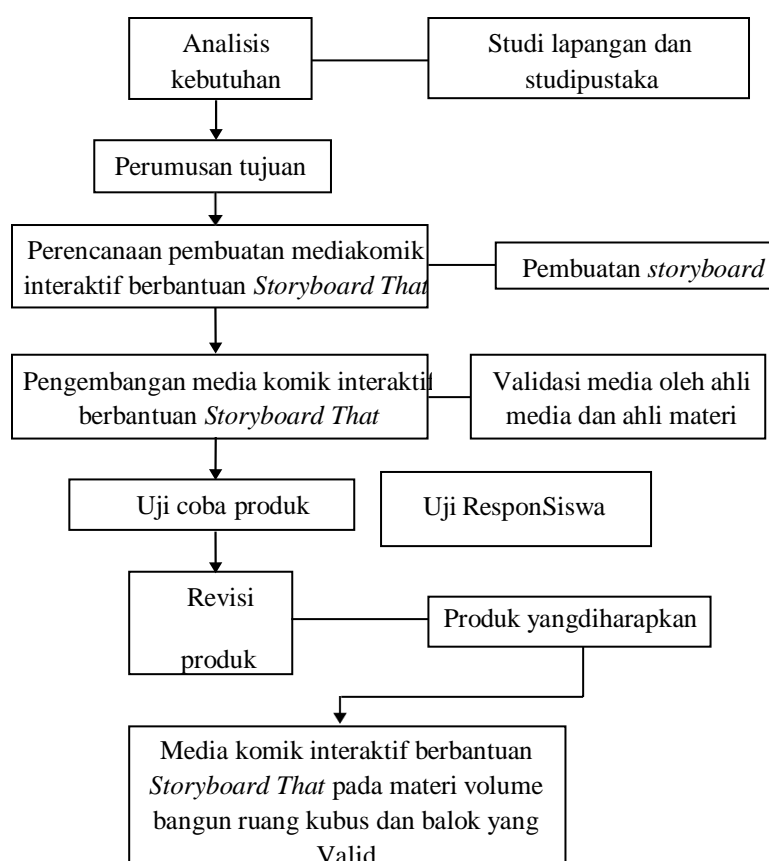 Analisis
kebutuhan
Studi lapangan dan
studipustaka
Perumusan tujuan
Perencanaan pembuatan mediakomik
interaktif berbantuan Storyboard That
Pembuatan storyboard
Pengembangan media komik interaktif
berbantuan Storyboard That
Validasi media oleh ahli
media dan ahli materi
Uji coba produk
Uji ResponSiswa
Revisi
produk
Produk yangdiharapkan
Media komik interaktif berbantuan
Storyboard That pada materi volume
bangun ruang kubus dan balok yang
Valid